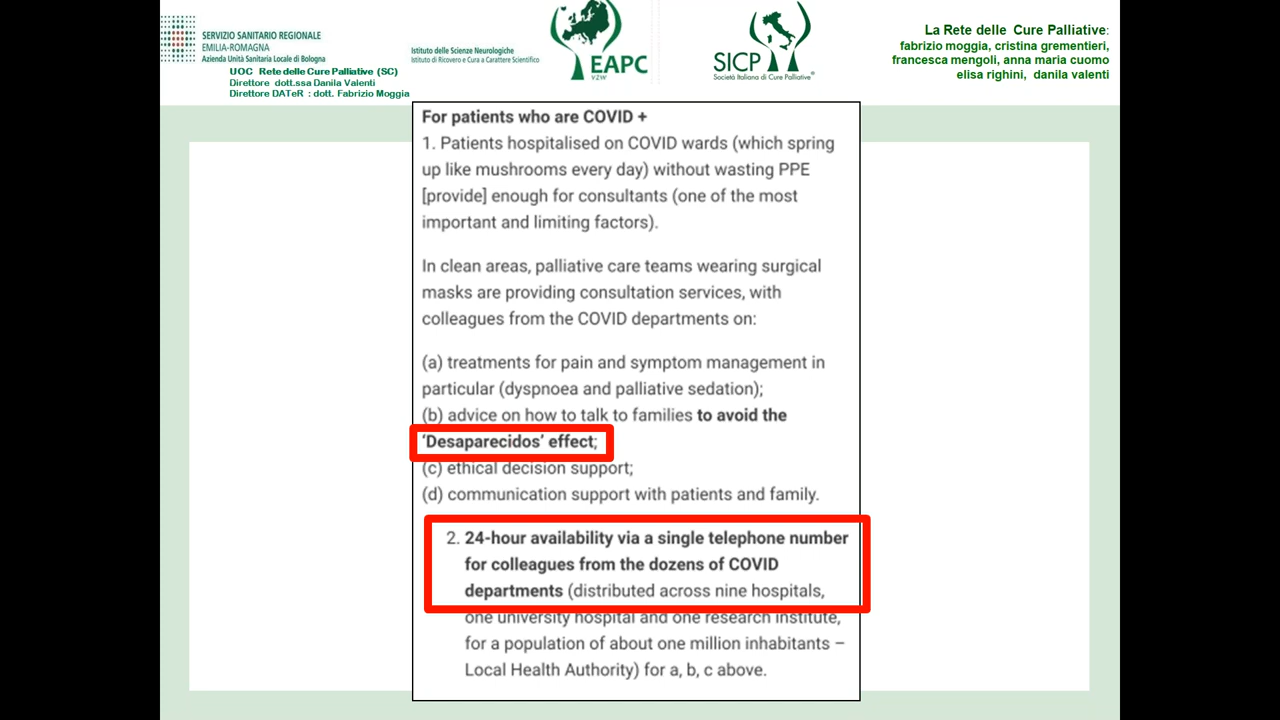 SERVIZIO SANITARIO REGIONALE
EMILIA-ROMAGNA
Azienda Unità Sanitaria Locale di Bologna
UOC Rete delle Cure Palliative (SC)
Direttore dott.ssa Danila Valenti
Direttore DATeR : dott. Fabrizio Moggia
Istituto delle Scienze Neurologiche
Istituto di Ricovero e Cura a Carattere Scientifico
EAPC
VZW
SICP
Società Italiana di Cure Palliative
La Rete delle Cure Palliative:
fabrizio moggia, cristina grementieri,
francesca mengoli, anna maria cuomo
elisa righini, danila valenti
For patients who are COVID +
1. Patients hospitalised on COVID wards (which spring
up like mushrooms every day) without wasting PPE
[provide] enough for consultants (one of the most
important and limiting factors).
In clean areas, palliative care teams wearing surgical
masks are providing consultation services, with
colleagues from the COVID departments on:
(a) treatments for pain and symptom management in
particular (dyspnoea and palliative sedation);
(b) advice on how to talk to families to avoid the
‘Desaparecidos’ effect;
(c) ethical decision support;
(d) communication support with patients and family.
2. 24-hour availability via a single telephone number
for colleagues from the dozens of COVID
departments (distributed across nine hospitals,
one university hospital and one research institute,
for a population of about one million inhabitants –
Local Health Authority) for a, b, c above.